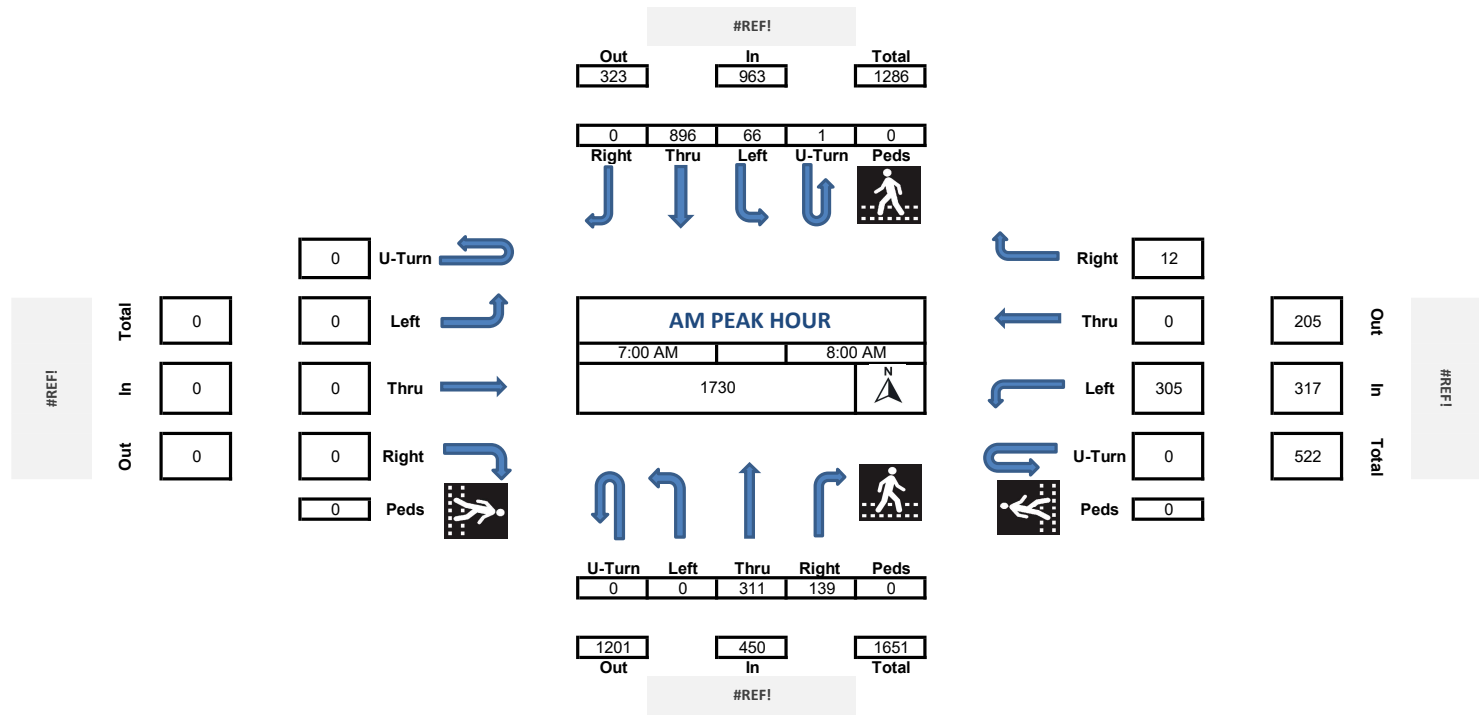 #REF!
Out In Total
323 963 1286
0 896 66 1 0
Right Thru Left U-Turn Peds
0 U-Turn
Right 12
Total 0 0 Left
AM PEAK HOUR
Thru 0 205 Out
7:00 AM 8:00 AM
#REF!
In 0 0 Thru
1730
N
Left 305 317 In
#REF!
Out 0 0 Right
U-Turn 0 522 Total
0 Peds
Peds 0
U-Turn Left Thru Right Peds
0 0 311 139 0
1201 450 1651
Out In Total
#REF!